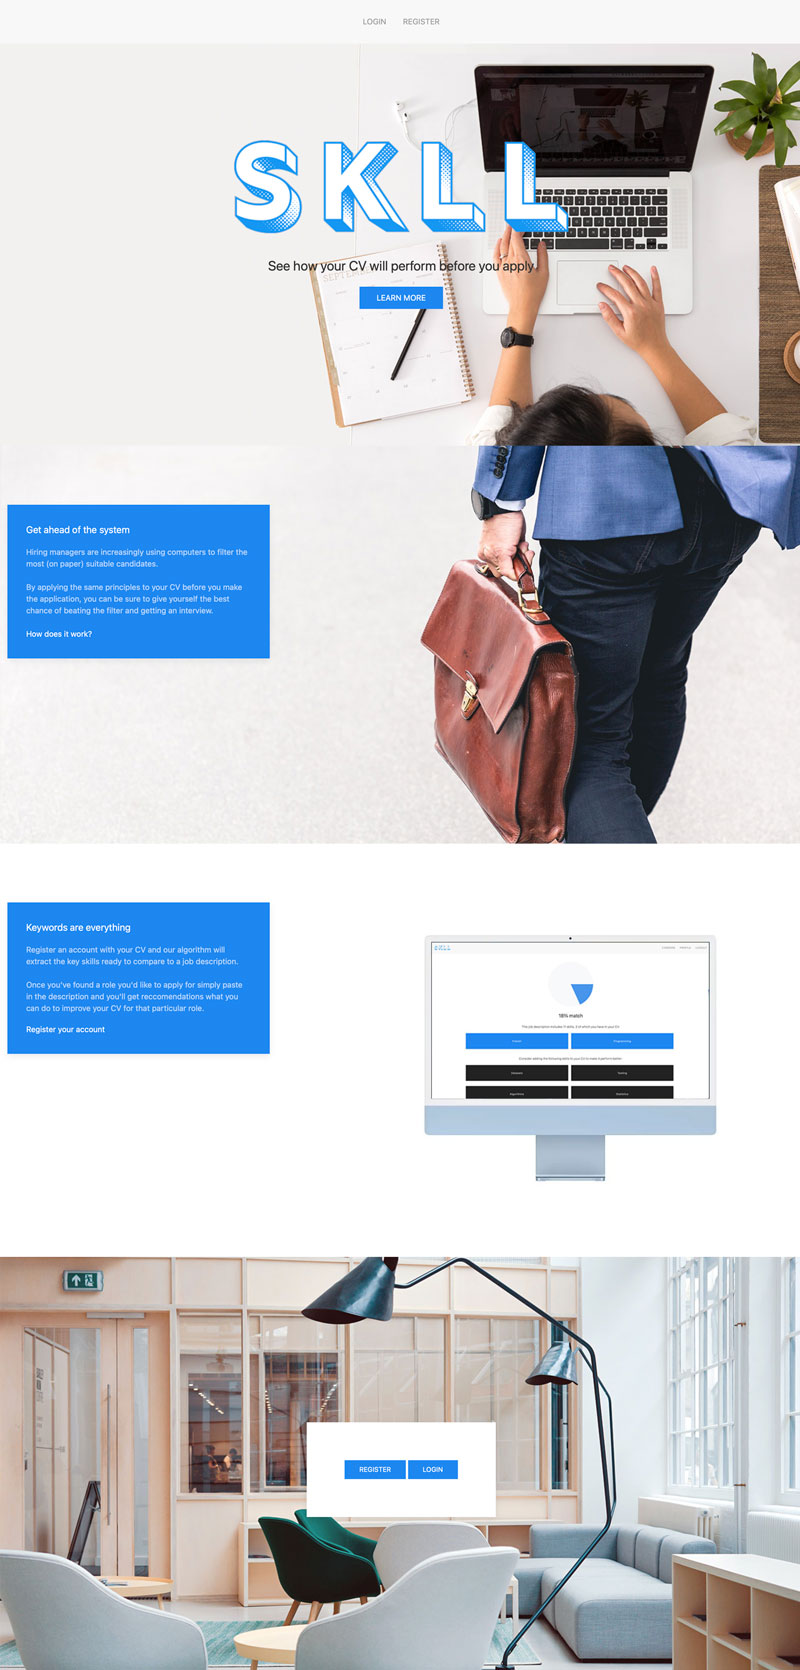 LOGIN REGISTER
SKLL
SEPTEMBER
See how your CV will perform before you apply
LEARN MORE
Get ahead of the system
Hiring managers are increasingly using computers to filter the
most (on paper) suitable candidates.
By applying the same principles to your CV before you make
the application, you can be sure to give yourself the best
chance of beating the filter and getting an interview.
How does it work?
Keywords are everything
Register an account with your CV and our algorithm will
extract the key skills ready to compare to a job description.
Once you've found a role you'd like to apply for simply paste
in the description and you'll get reccomendations what you
can do to improve your CV for that particular role.
Register your account
SKLL
18% match
Programming
REGISTER LOGIN